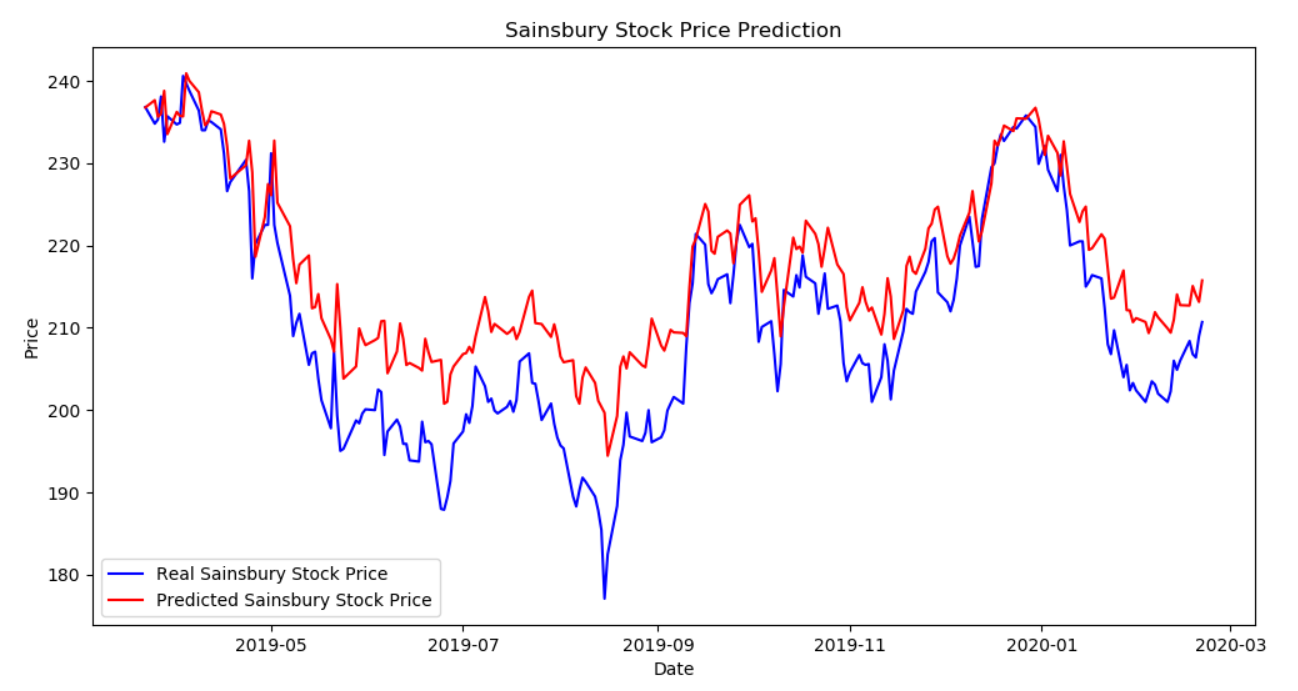 Sainsbury Stock Price Prediction
240
230
220
210
200
190
180
Price
Real Sainsbury Stock Price
Predicted Sainsbury Stock Price
2019-05
2019-07
2019-09
2019-11
2020-01
2020-03
Date